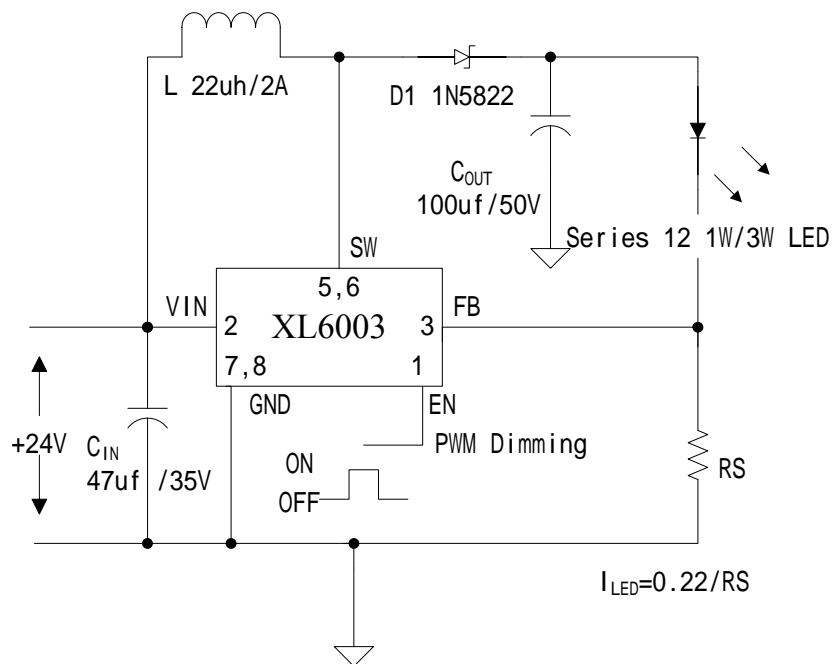 L 22uh/2A
D1 1N5822
COUT
100uf/50V
Series 12 1W/3W LED
SW
5,6
VIN
2
XL6003
3
FB
7,8
1
GND
EN
+24V
CIN
47uf /35V
PWM Dimming
ON
OFF
RS
ILED=0.22/RS